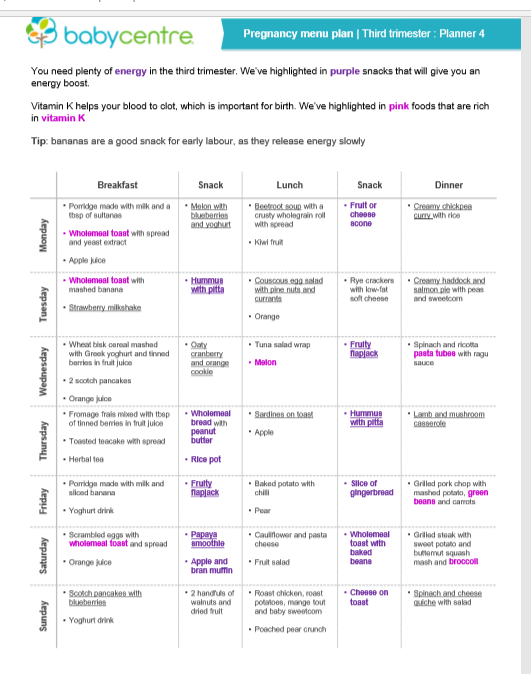 babycentre
Pregnancy menu plan | Third trimester : Planner 4
You need plenty of energy in the third trimester. We've highlighted in purple snacks that will give you an
energy boost.
Vitamin K helps your blood to clot, which is important for birth. We've highlighted in pink foods that are rich
in vitamin K
Tip: bananas are a good snack for early labour, as they release energy slowly
Breakfast Snack Lunch Snack Dinner
Monday
• Porridge made with milk and a
tbsp of sultanas
• Wholemeal toast with spread
and yeast extract
• Apple juice
• Melon with
blueberries
and yoghurt
• Beetroot soup with a
crusty wholegrain roll
with spread
• Kiwi fruit
• Fruit or
cheese
scone
• Creamy chickpea
curry with rice
Tuesday
• Wholemeal toast with
mashed banana
• Strawberry milkshake
• Hummus
with pitta
• Couscous egg salad
with pine nuts and
currants
• Orange
• Rye crackers
with low-fat
soft cheese
• Creamy haddock and
salmon pie with peas
and sweetcorn
Wednesday
• Wheat bisk cereal mashed
with Greek yoghurt and tinned
berries in fruit juice
• 2 scotch pancakes
• Orange juice
• Oaty
cranberry
and orange
cookie
• Tuna salad wrap
• Melon
• Fruity
flapjack
• Spinach and ricotta
pasta tubes with ragu
sauce
Thursday
• Fromage frais mixed with tbsp
of tinned berries in fruit juice
• Toasted teacake with spread
• Herbal tea
• Wholemeal
bread with
peanut
butter
• Rice pot
• Sardines on toast
• Apple
• Hummus
with pitta
• Lamb and mushroom
casserole
Friday
• Porridge made with milk and
sliced banana
• Yoghurt drink
• Fruity
flapjack
• Baked potato with
chilli
• Pear
• Slice of
gingerbread
• Grilled pork chop with
mashed potato, green
beans and carrots
Saturday
• Scrambled eggs with
wholemeal toast and spread
• Orange juice
• Papaya
smoothie
• Apple and
bran muffin
• Cauliflower and pasta
cheese
• Fruit salad
• Wholemeal
toast with
baked
beans
• Grilled steak with
sweet potato and
butternut squash
mash and broccoli
Sunday
• Scotch pancakes with
blueberries
• Yoghurt drink
• 2 handfuls of
walnuts and
dried fruit
• Roast chicken, roast
potatoes, mange tout
and baby sweetcorn
• Poached pear crunch
• Cheese on
toast
• Spinach and cheese
quiche with salad